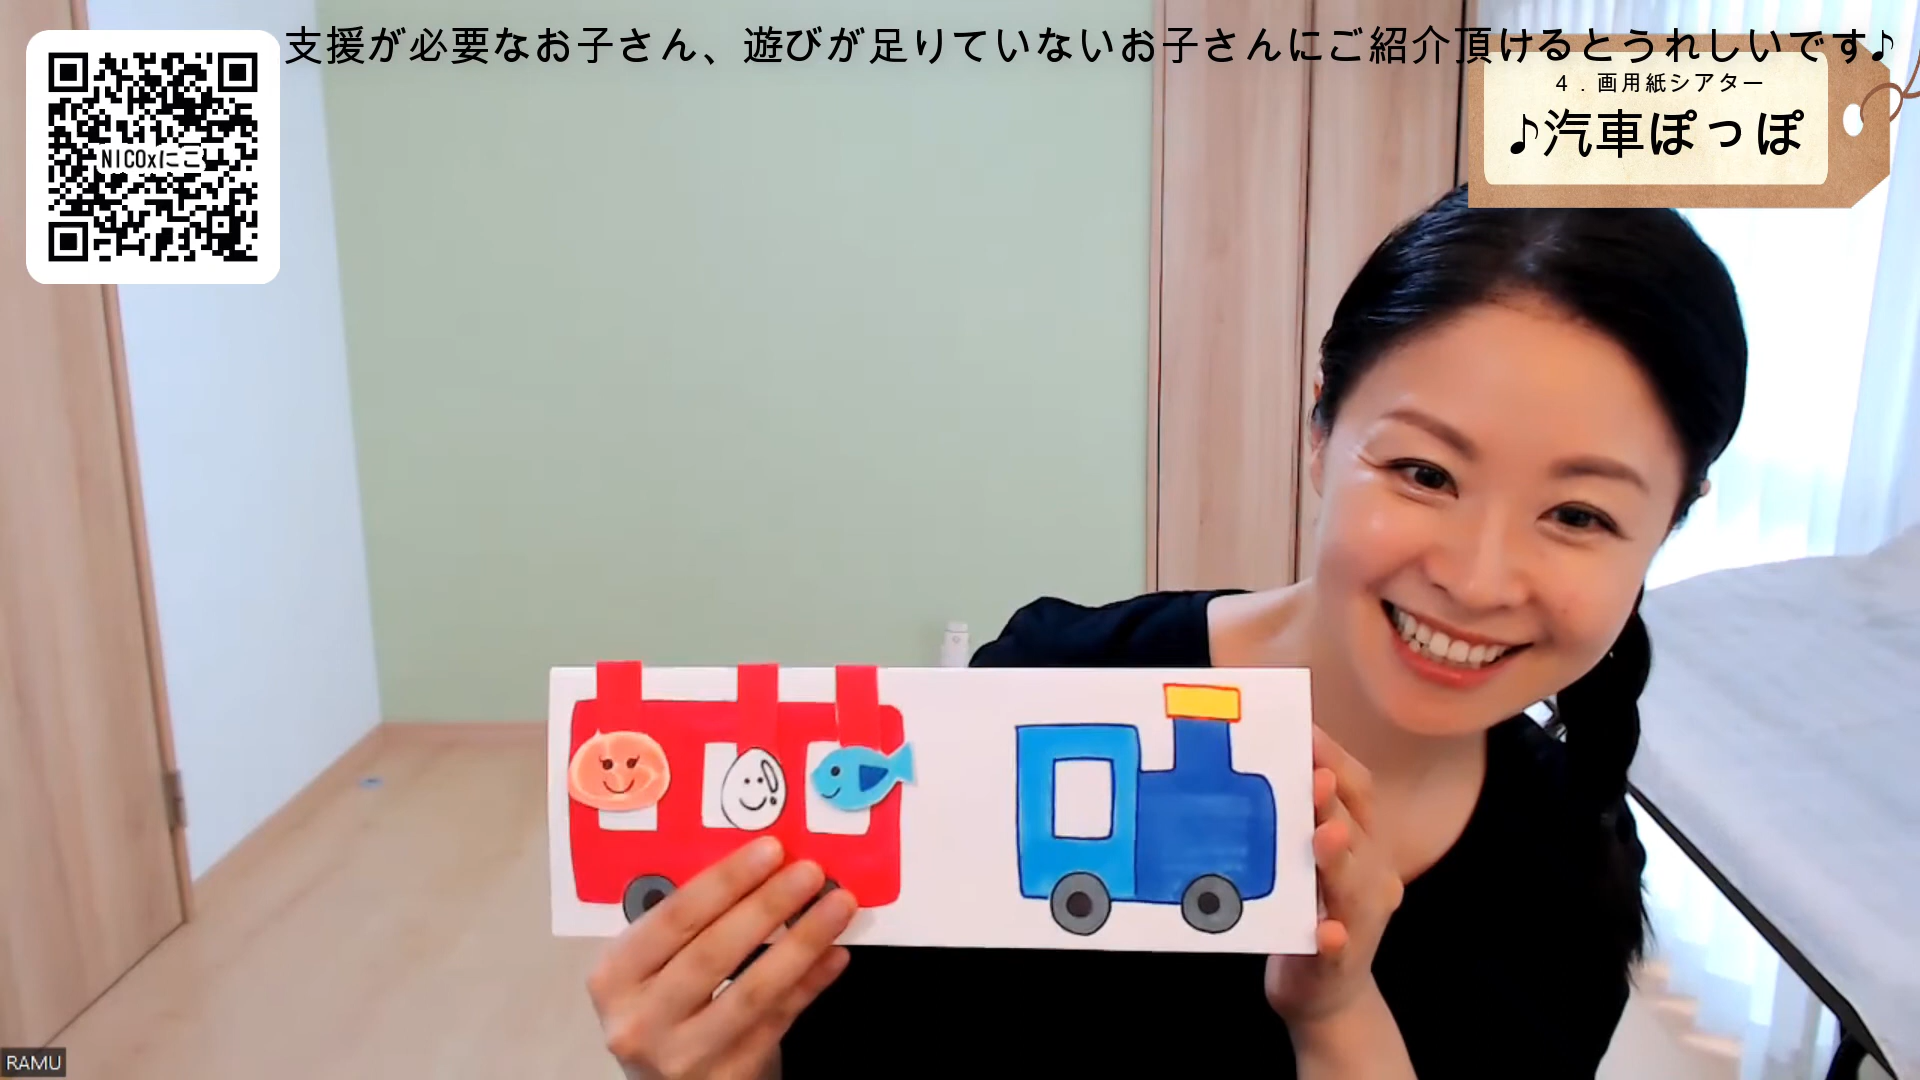 支援が必要なお子さん、遊びが足りていないお子さんにご紹介頂けるとうれしいです♪
4．画用紙シアター
♪汽車ぽっぽ
NICOxにこ
RAMU